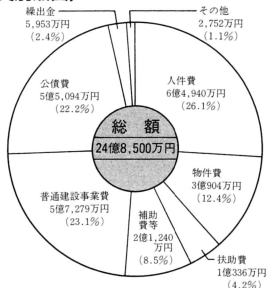 繰出金
5,953万円
(2.4%)
その他
2,752万円
(1.1%)
人件費
6億4,940万円
(26.1%)
物件費
3億904万円
(12.4%)
扶助費
1億336万円
(4.2%)
補助
費等
2億1,240
万円
(8.5%)
普通建設事業費
5億7,279万円
(23.1%)
公債費
5億5,094万円
(22.2%)
総額
24億8,500万円